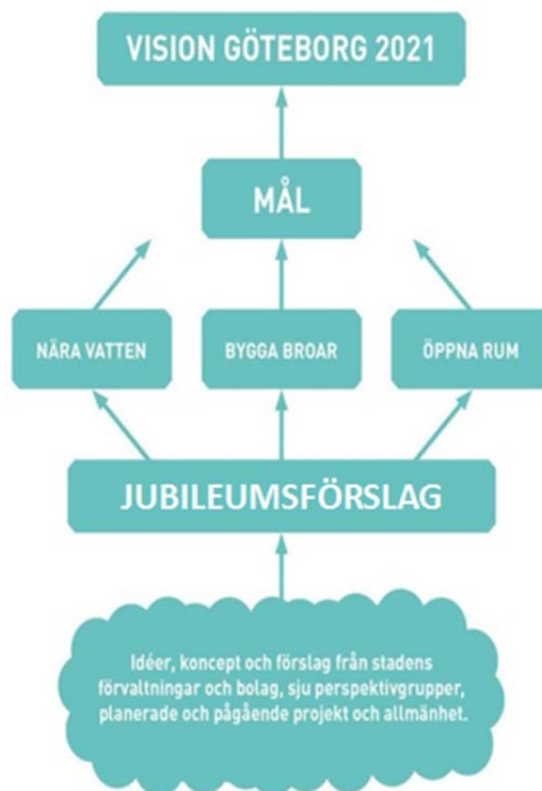 VISION GÖTEBORG 2021
MÅL
NÄRA VATTEN
BYGGA BROAR
ÖPPNA RUM
JUBILEUMSFÖRSLAG
Idéer, koncept och förslag från stadens
förvaltningar och bolag, sju perspektivgrupper,
planerade och pågående projekt och allmänhet.